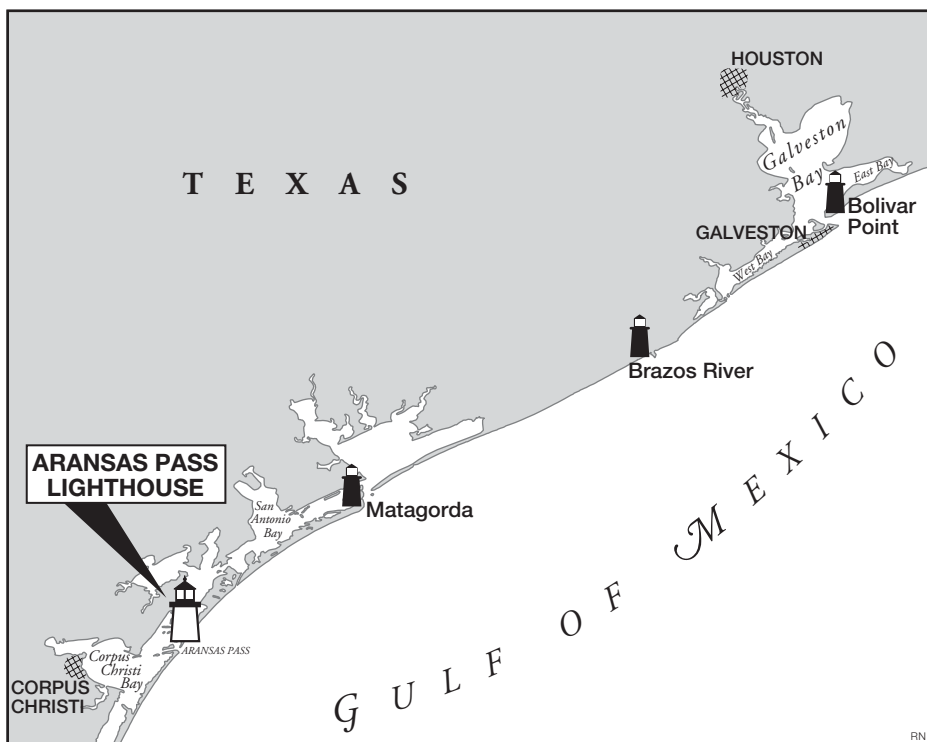 HOUSTON
Galveston
Bay
East Bay
TEXAS
Bolivar
Point
GALVESTON
West Bay
Brazos River
GULF OF MEXICO
ARANSAS PASS
LIGHTHOUSE
San
Antonio
Bay
Matagorda
ARANSAS PASS
Corpus
Christi
Bay
CORPUS
CHRISTI
RN